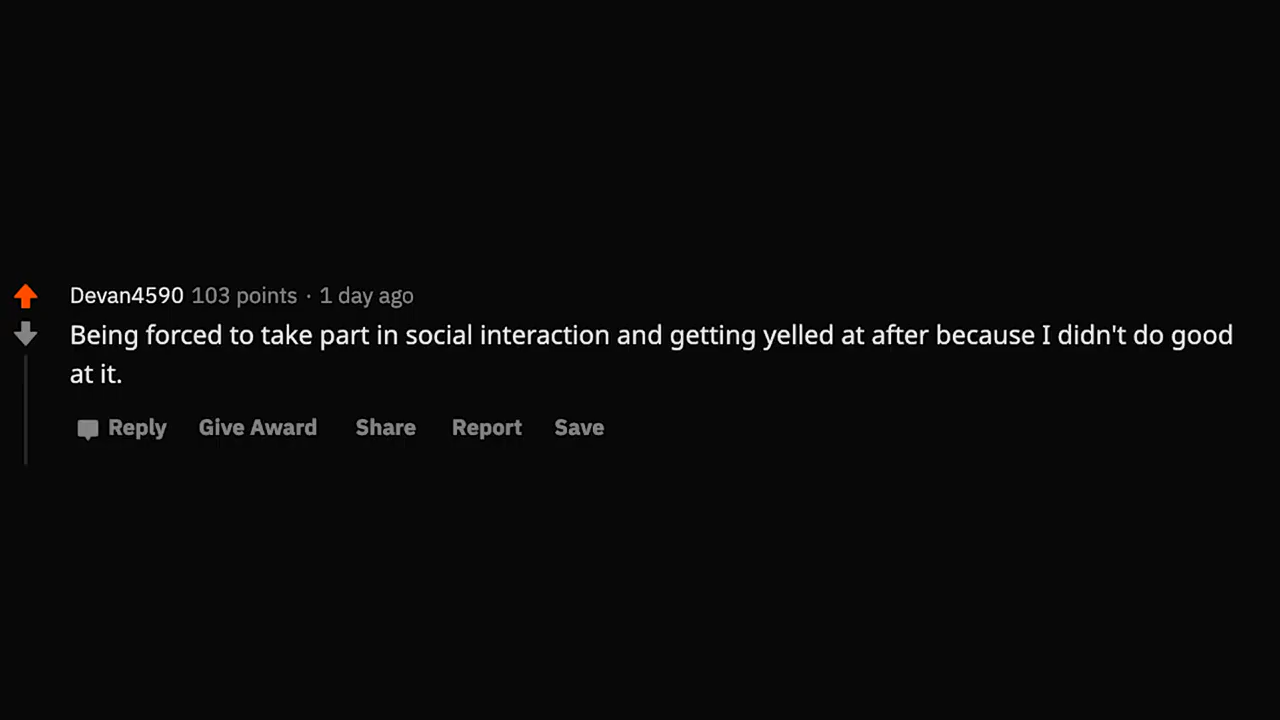 Devan4590 103 points · 1 day ago
Being forced to take part in social interaction and getting yelled at after because I didn't do good
at it.
Reply Give Award Share Report Save